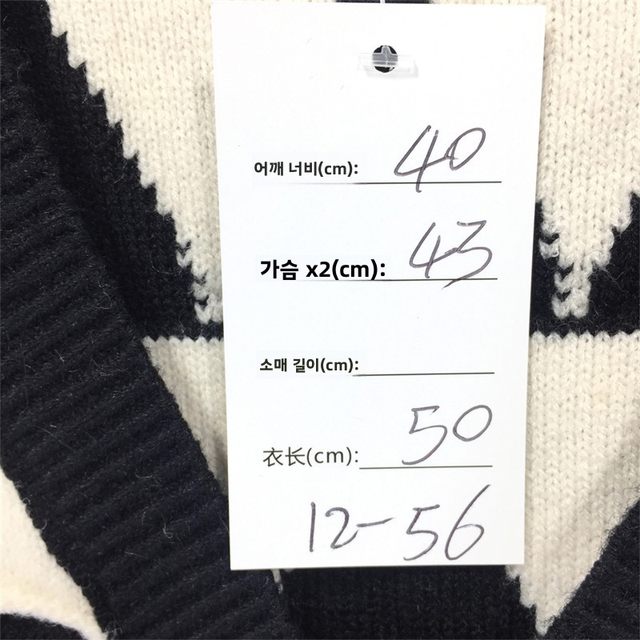 어깨 너비(cm): 40
가슴 x2(cm): 43
소매 길이(cm):
衣长(cm): 50
12-56